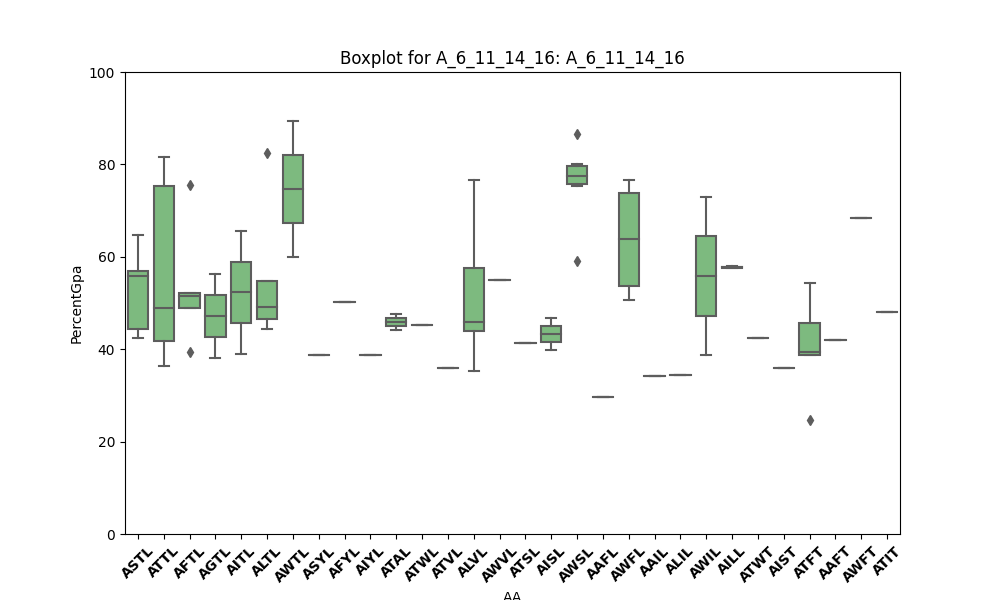 Boxplot for A_6_11_14_16: A_6_11_14_16
100
80
60
40
20
0
PercentGpa
ASTL ATTL AFTL AGTL AITL ALTL AWTL ASYL AFYL AIYL ATAL ATWL ATVL ALVL AWVL ATSL AISL AWSL AAFL AWFL AAIL ALIL AWIL AILL ATWT AIST ATFT AAFT AWFT ATIT
AA